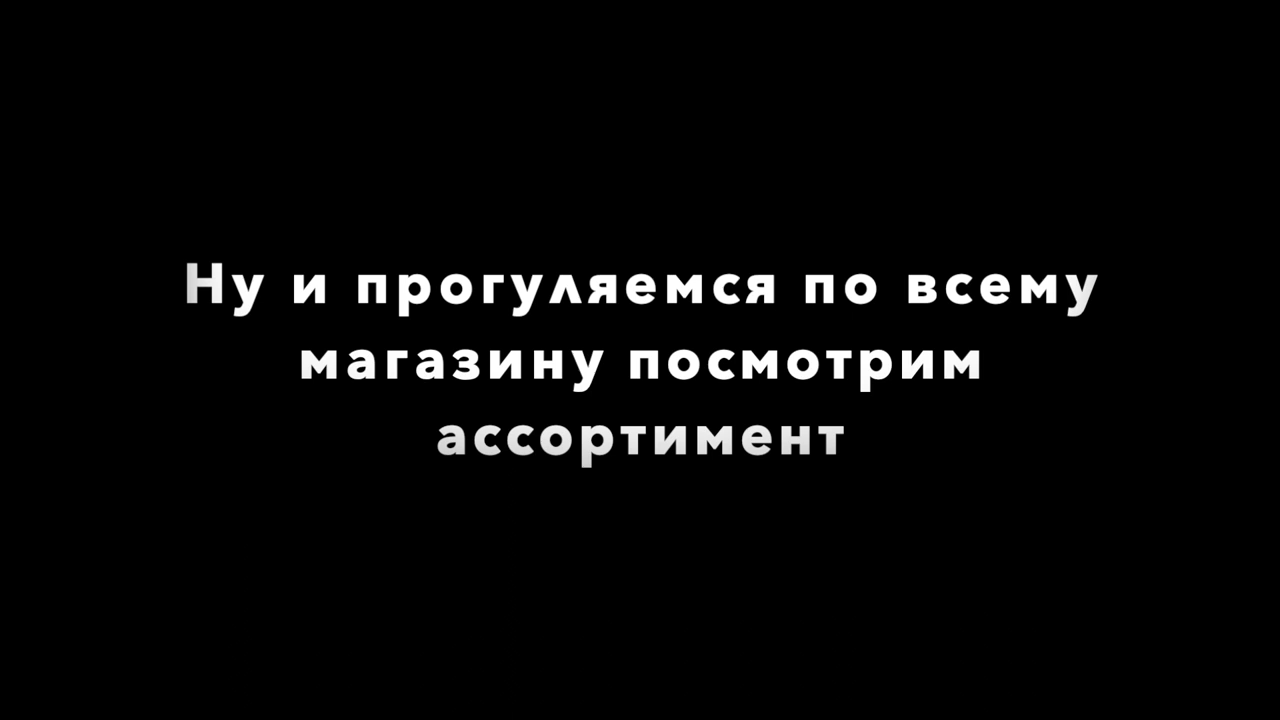 Ну и прогуляемся по всему
магазину посмотрим
ассортимент